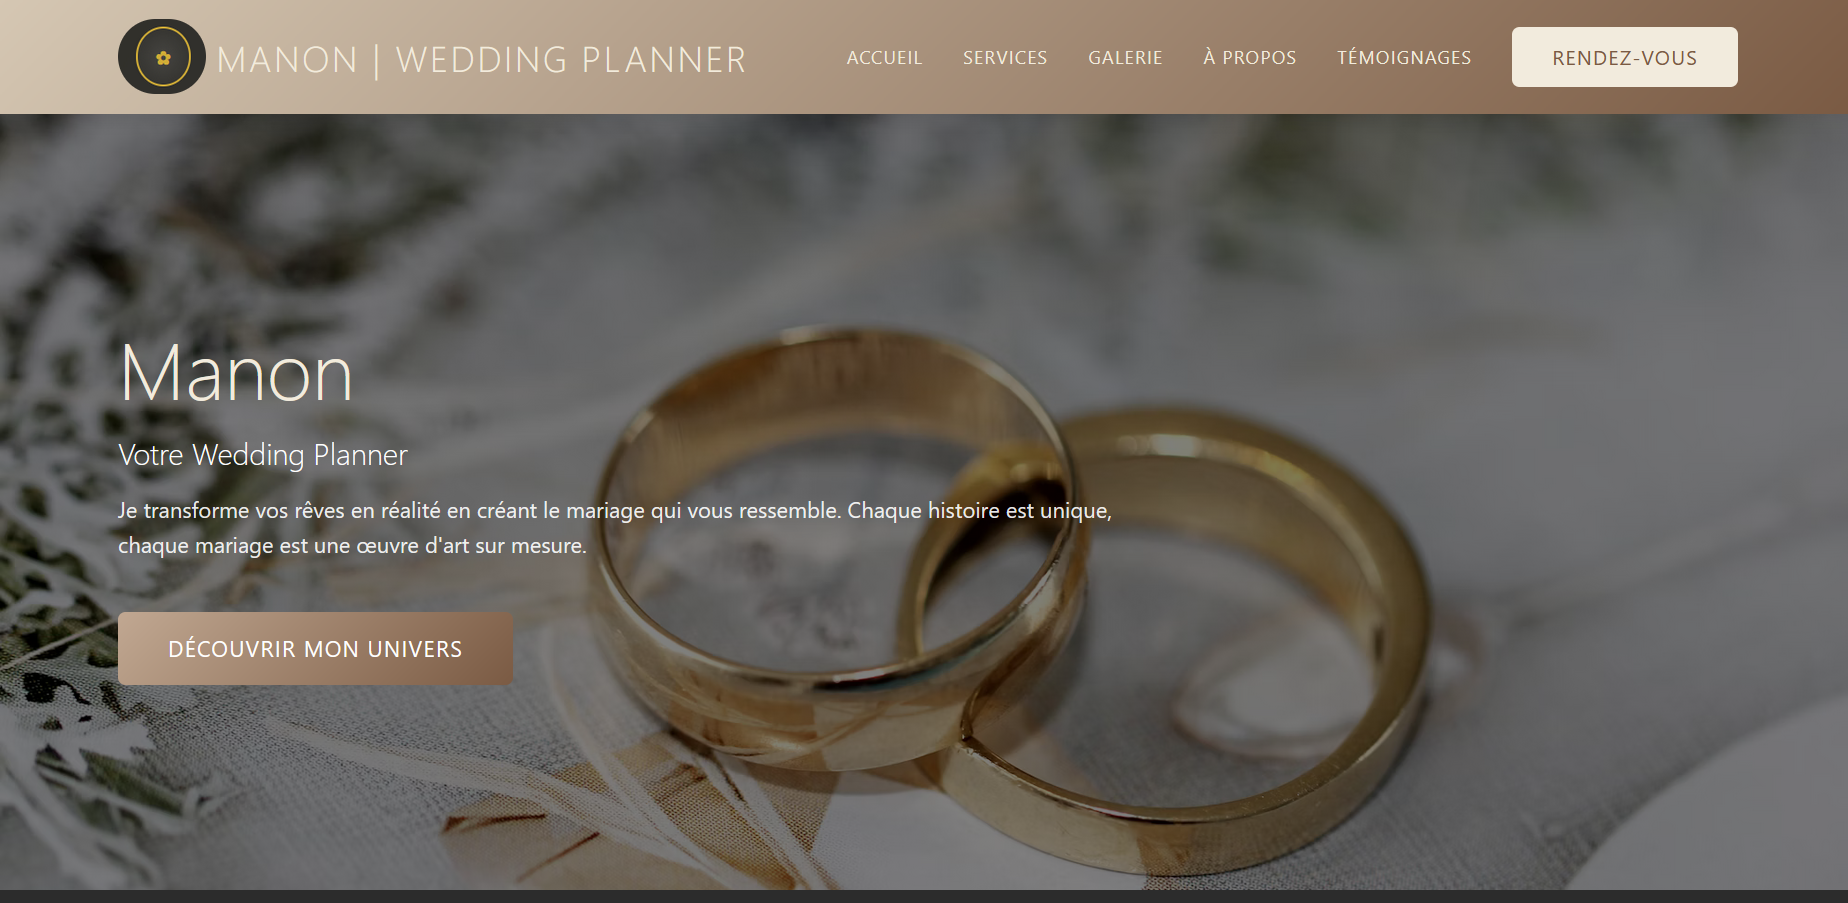 MANON | WEDDING PLANNER
ACCUEIL
SERVICES
GALERIE
À PROPOS
TÉMOIGNAGES
RENDEZ-VOUS
Manon
Votre Wedding Planner
Je transforme vos rêves en réalité en créant le mariage qui vous ressemble. Chaque histoire est unique,
chaque mariage est une œuvre d'art sur mesure.
DÉCOUVRIR MON UNIVERS